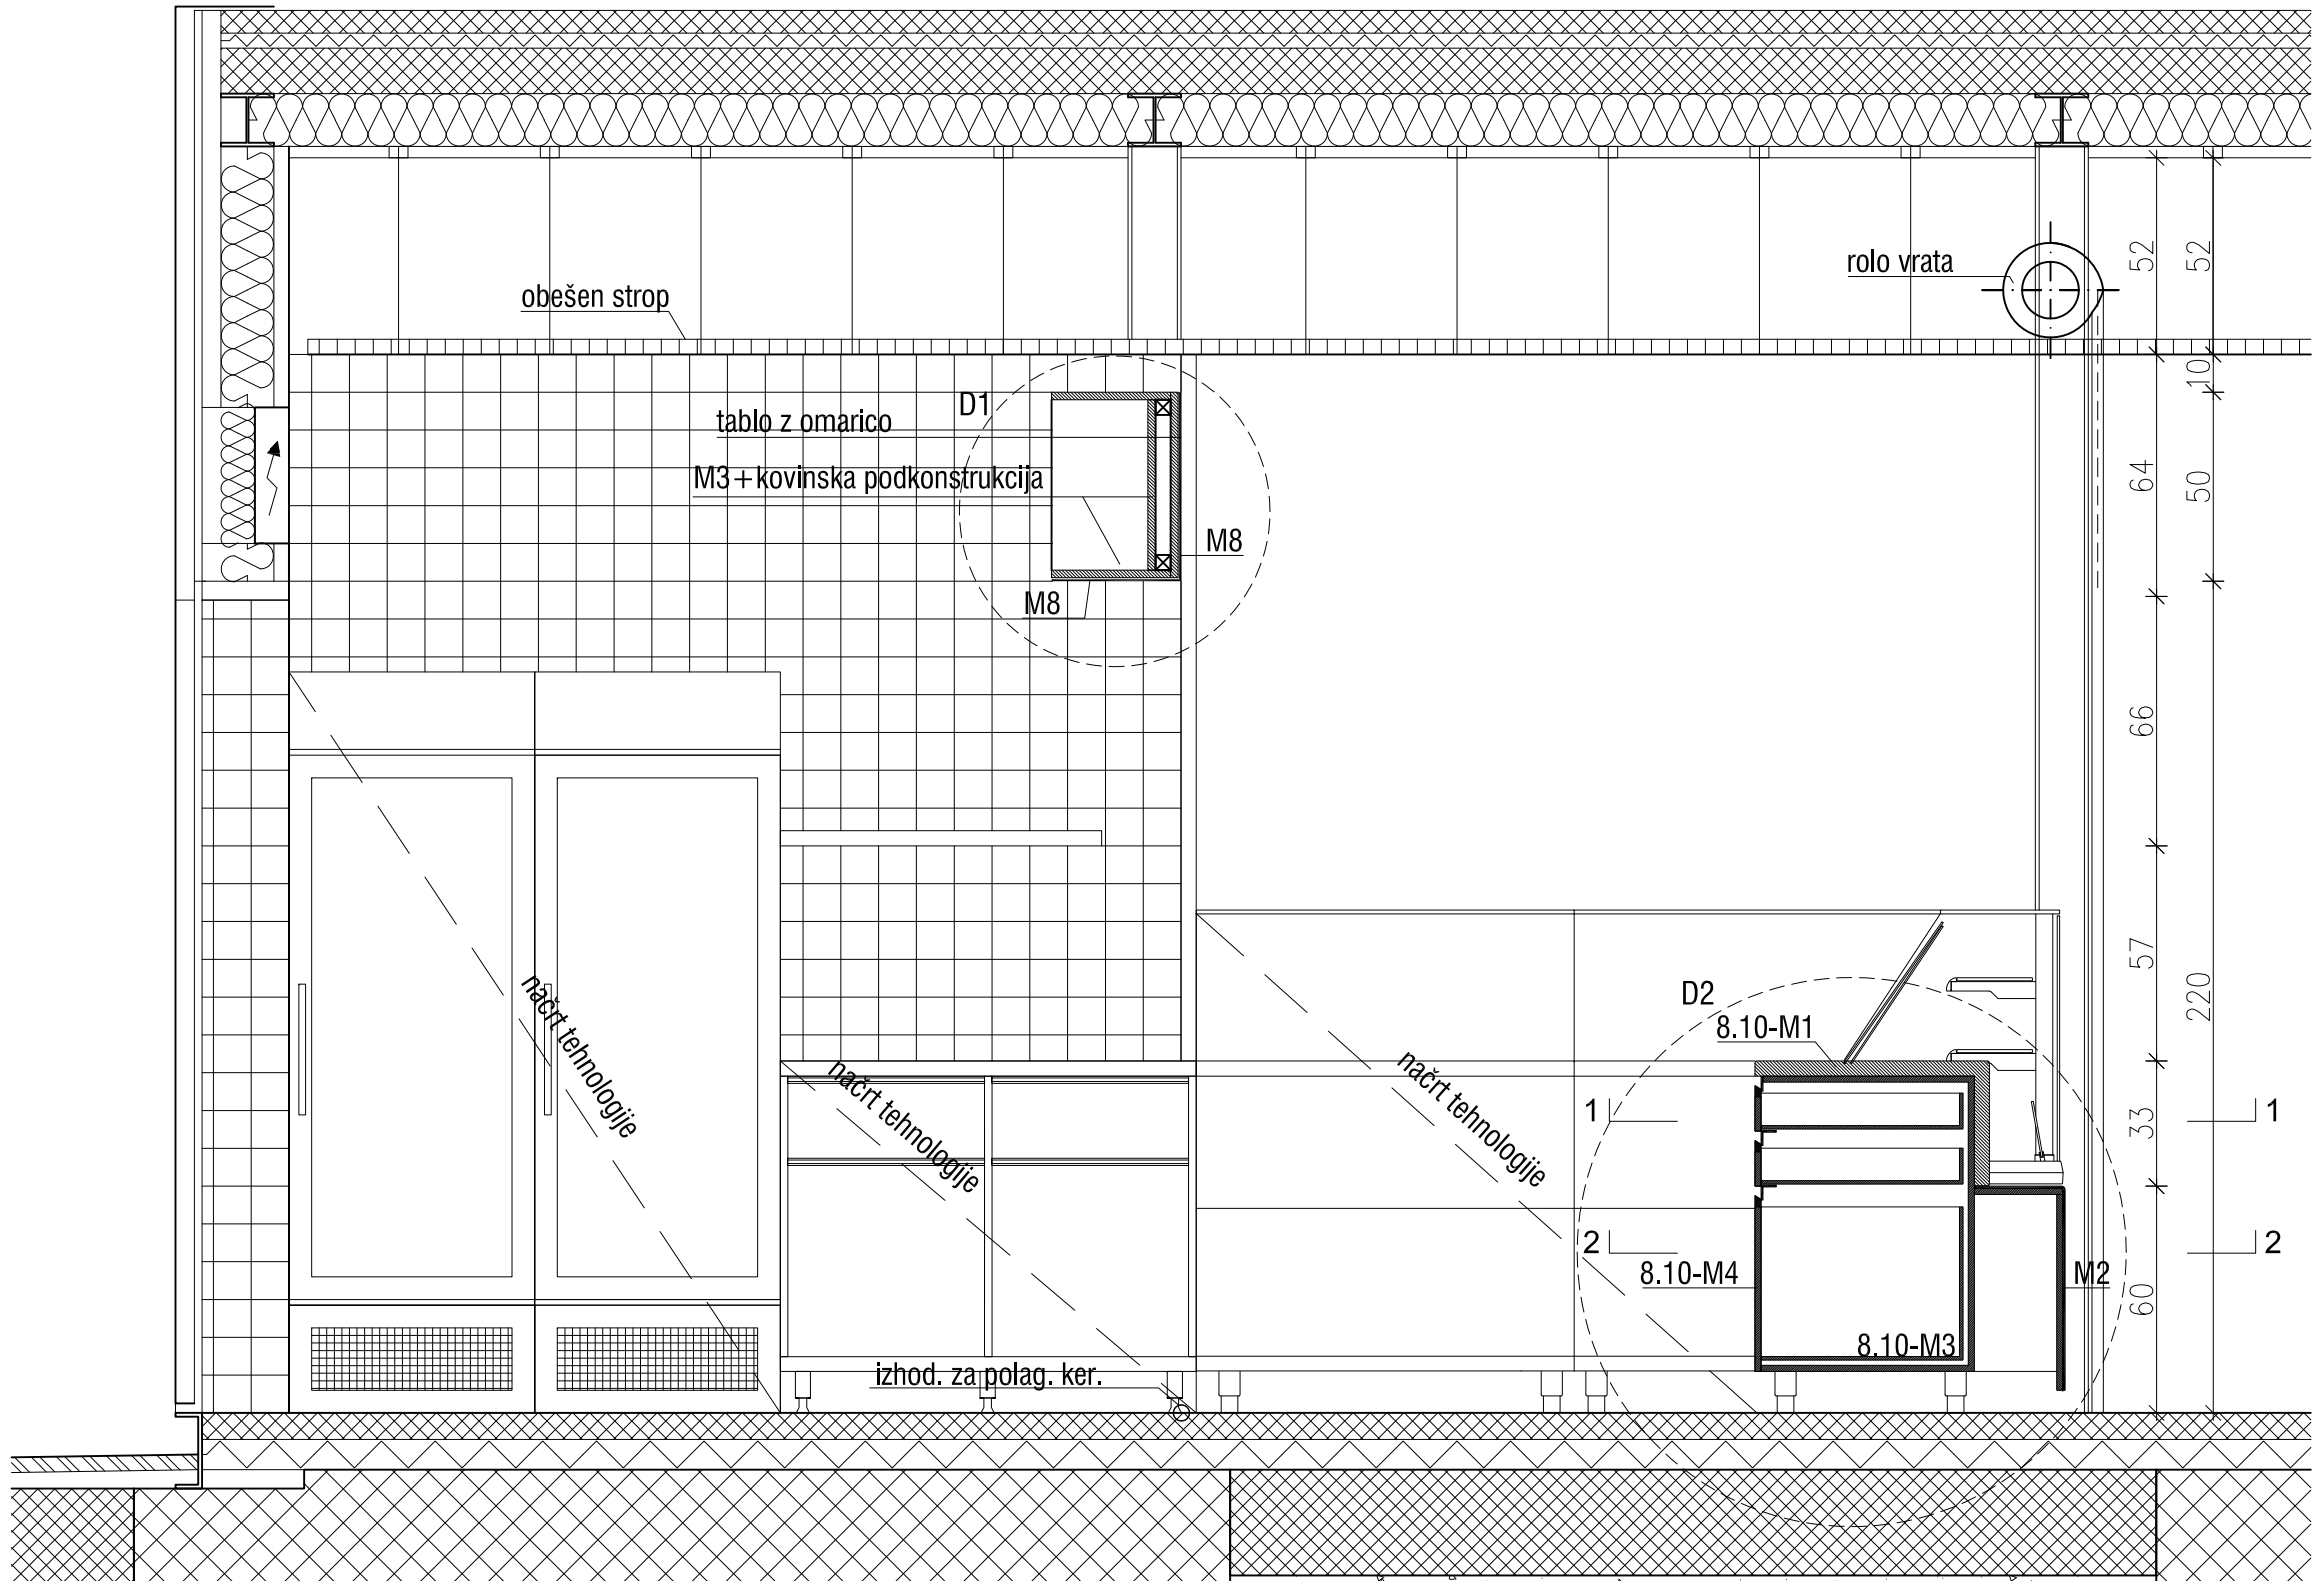 rolo vrata
52
52
obešen strop
10
D1
tablo z omarico
M3+kovinska podkonstrukcija
64
50
M8
M8
66
57
220
načrt tehnologije
D2
8.10-M1
načrt tehnologije
načrt tehnologije
1
33
1
2
2
8.10-M4
M2
60
8.10-M3
izhod. za polag. ker.